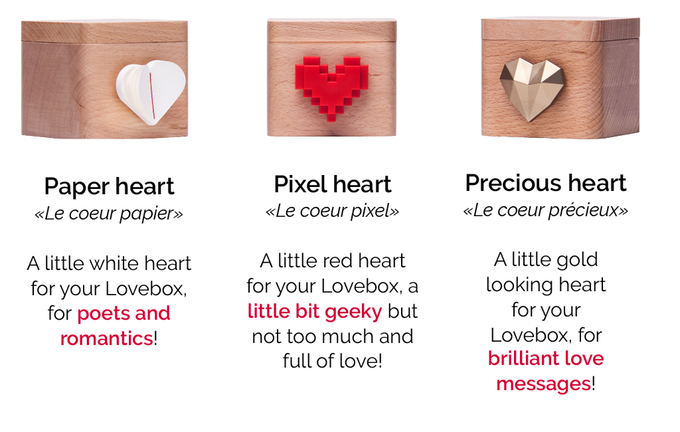 Paper heart
«Le coeur papier»
A little white heart
for your Lovebox,
for poets and
romantics!
Pixel heart
«Le coeur pixel»
A little red heart
for your Lovebox, a
little bit geeky but
not too much and
full of love!
Precious heart
«Le coeur précieux»
A little gold
looking heart
for your
Lovebox, for
brilliant love
messages!